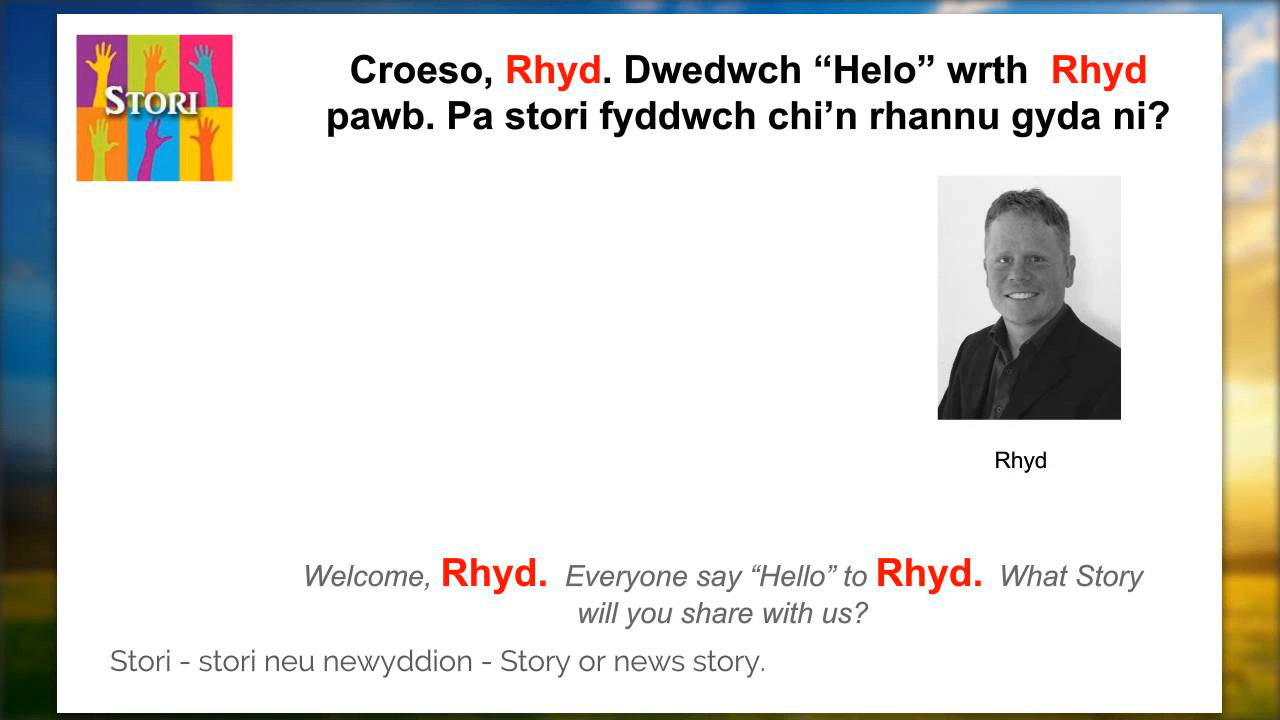 STORI
Croeso, Rhyd. Dwedwch “Helo” wrth Rhyd
pawb. Pa stori fyddwch chi’n rhannu gyda ni?
Rhyd
Welcome, Rhyd. Everyone say “Hello” to Rhyd. What Story
will you share with us?
Stori - stori neu newyddion - Story or news story.